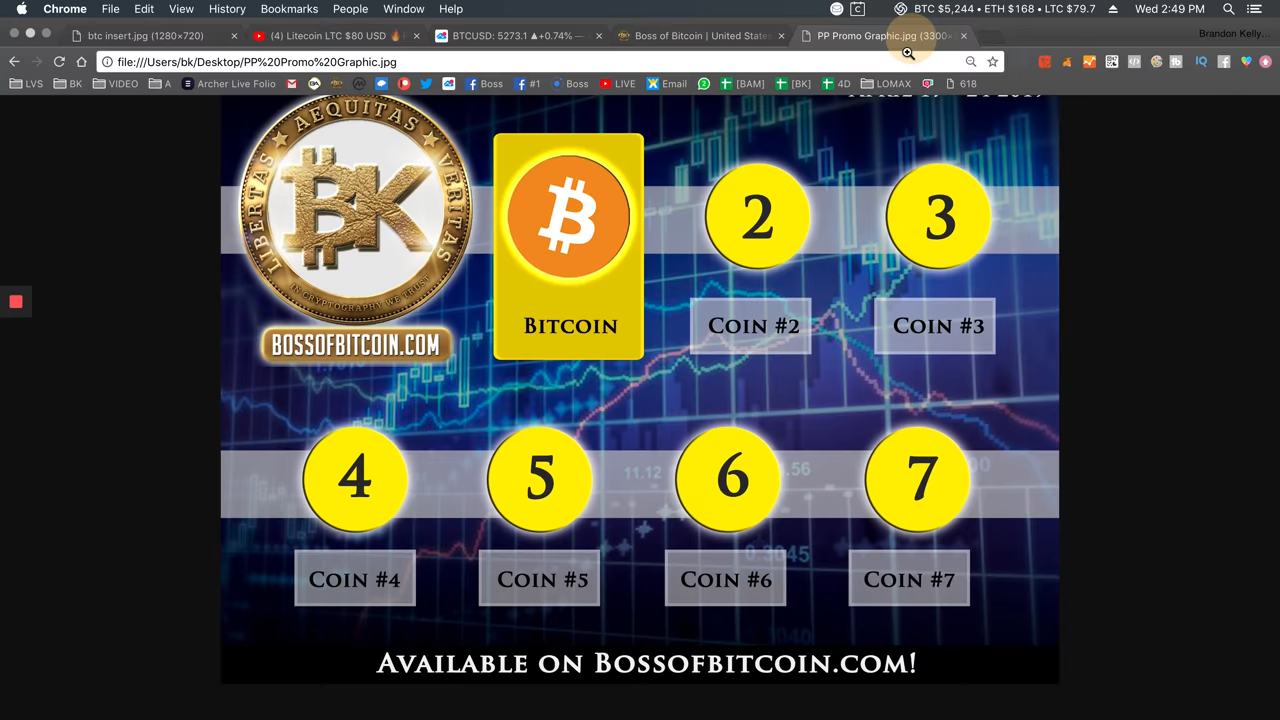 Chrome File Edit View History Bookmarks People Window Help BTC $5,244 • ETH $168 • LTC $79.7 Wed 2:49 PM
btc insert.jpg (1280×720) (4) Litecoin LTC $80 USD BTCUSD: 5273.1 ▲+0.74% — Boss of Bitcoin | United States PP Promo Graphic.jpg (3300× Brandon Kelly…
file:///Users/bk/Desktop/PP%20Promo%20Graphic.jpg
LVS BK VIDEO A Archer Live Folio Boss #1 Boss LIVE Email [BAM] [BK] 4D LOMAX 618
AEQUITAS
LIBERTAS
VERITAS
BK
IN CRYPTOGRAPHY WE TRUST
BOSSOFBITCOIN.COM
2 3
Bitcoin Coin #2 Coin #3
4 5 6 7
11.12
Coin #4 Coin #5 Coin #6 Coin #7
Available on Bossofbitcoin.com!